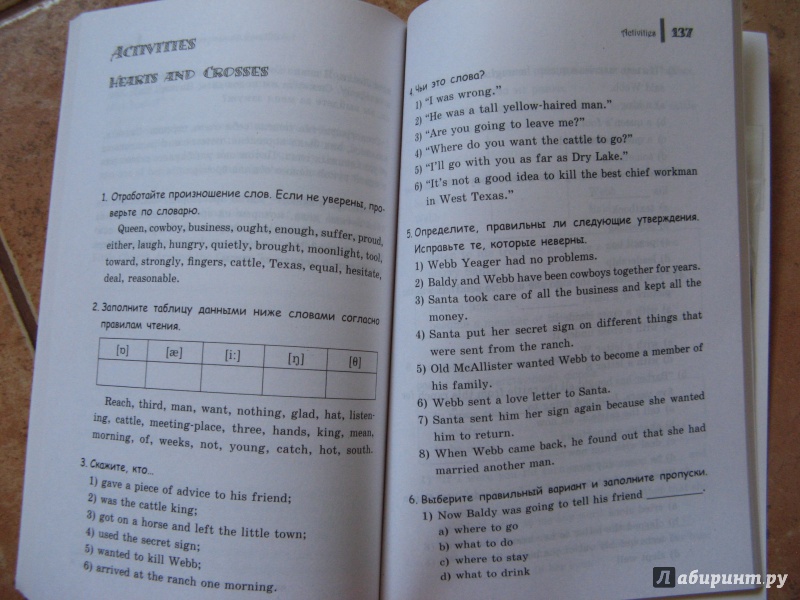 ACTIVITIES
HEARTS AND CROSSES
1. Отработайте произношение слов. Если не уверены, про-
верьте по словарю.
Queen, cowboy, business, ought, enough, suffer, proud,
either, laugh, hungry, quietly, brought, moonlight, tool,
toward, strongly, fingers, cattle, Texas, equal, hesitate,
deal, reasonable.
2. Заполните таблицу данными ниже словами согласно
правилам чтения.
[ɒ] [æ] [i:] [ŋ] [θ]
Reach, third, man, want, nothing, glad, hat, listen-
ing, cattle, meeting-place, three, hands, king, mean,
morning, of, weeks, not, young, catch, hot, south.
3. Скажите, кто...
1) gave a piece of advice to his friend;
2) was the cattle king;
3) got on a horse and left the little town;
4) used the secret sign;
5) wanted to kill Webb;
6) arrived at the ranch one morning.
Activities 137
4. Чьи это слова?
1) “I was wrong.”
2) “He was a tall yellow-haired man.”
3) “Are you going to leave me?”
4) “Where do you want the cattle to go?”
5) “I’ll go with you as far as Dry Lake.”
6) “It’s not a good idea to kill the best chief workman
in West Texas.”
5. Определите, правильны ли следующие утверждения.
Исправьте те, которые неверны.
1) Webb Yeager had no problems.
2) Baldy and Webb have been cowboys together for years.
3) Santa took care of all the business and kept all the
money.
4) Santa put her secret sign on different things that
were sent from the ranch.
5) Old McAllister wanted Webb to become a member of
his family.
6) Webb sent a love letter to Santa.
7) Santa sent him her sign again because she wanted
him to return.
8) When Webb came back, he found out that she had
married another man.
6. Выберите правильный вариант и заполните пропуски.
1) Now Baldy was going to tell his friend ________.
a) where to go
b) what to do
c) where to stay
d) what to drink
Лабиринт.ру